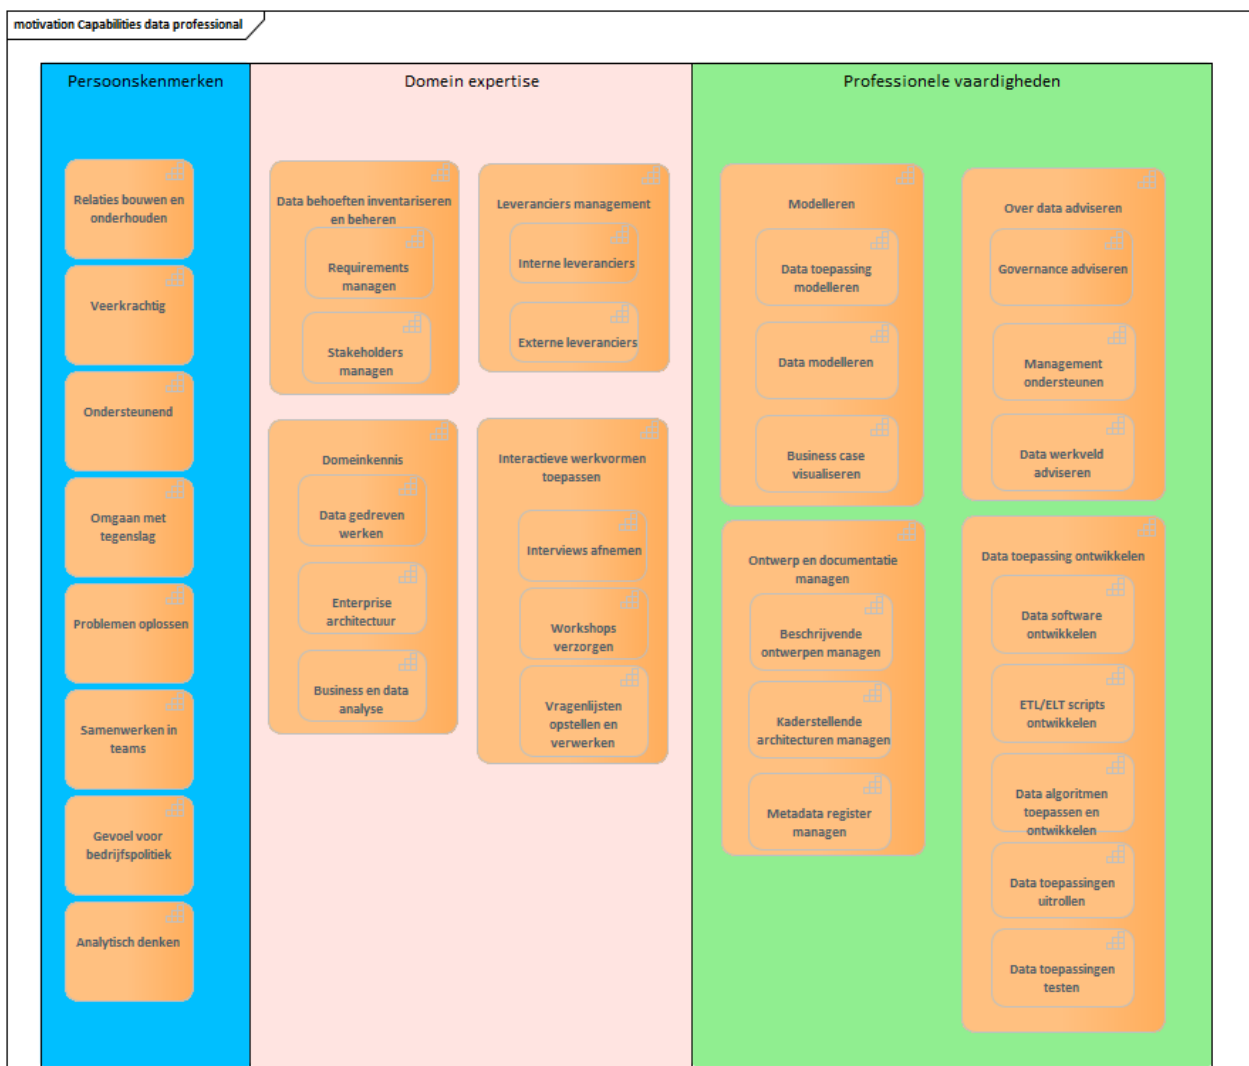 motivation Capabilities data professional
Persoonskenmerken
Relaties bouwen en
onderhouden
Veerkrachtig
Ondersteunend
Omgaan met
tegenslag
Problemen oplossen
Samenwerken in
teams
Gevoel voor
bedrijfspolitiek
Analytisch denken
Domein expertise
Data behoeften inventariseren
en beheren
Requirements
managen
Stakeholders
managen
Leveranciers management
Interne leveranciers
Externe leveranciers
Domeinkennis
Data gedreven
werken
Enterprise
architectuur
Business en data
analyse
Interactieve werkvormen
toepassen
Interviews afnemen
Workshops
verzorgen
Vragenlijsten
opstellen en
verwerken
Professionele vaardigheden
Modelleren
Data toepassing
modelleren
Data modelleren
Business case
visualiseren
Over data adviseren
Governance adviseren
Management
ondersteunen
Data werkveld
adviseren
Ontwerp en documentatie
managen
Beschrijvende
ontwerpen managen
Kaderstellende
architecturen managen
Metadata register
managen
Data toepassing ontwikkelen
Data software
ontwikkelen
ETL/ELT scripts
ontwikkelen
Data algoritmen
toepassen en
ontwikkelen
Data toepassingen
uitrollen
Data toepassingen
testen